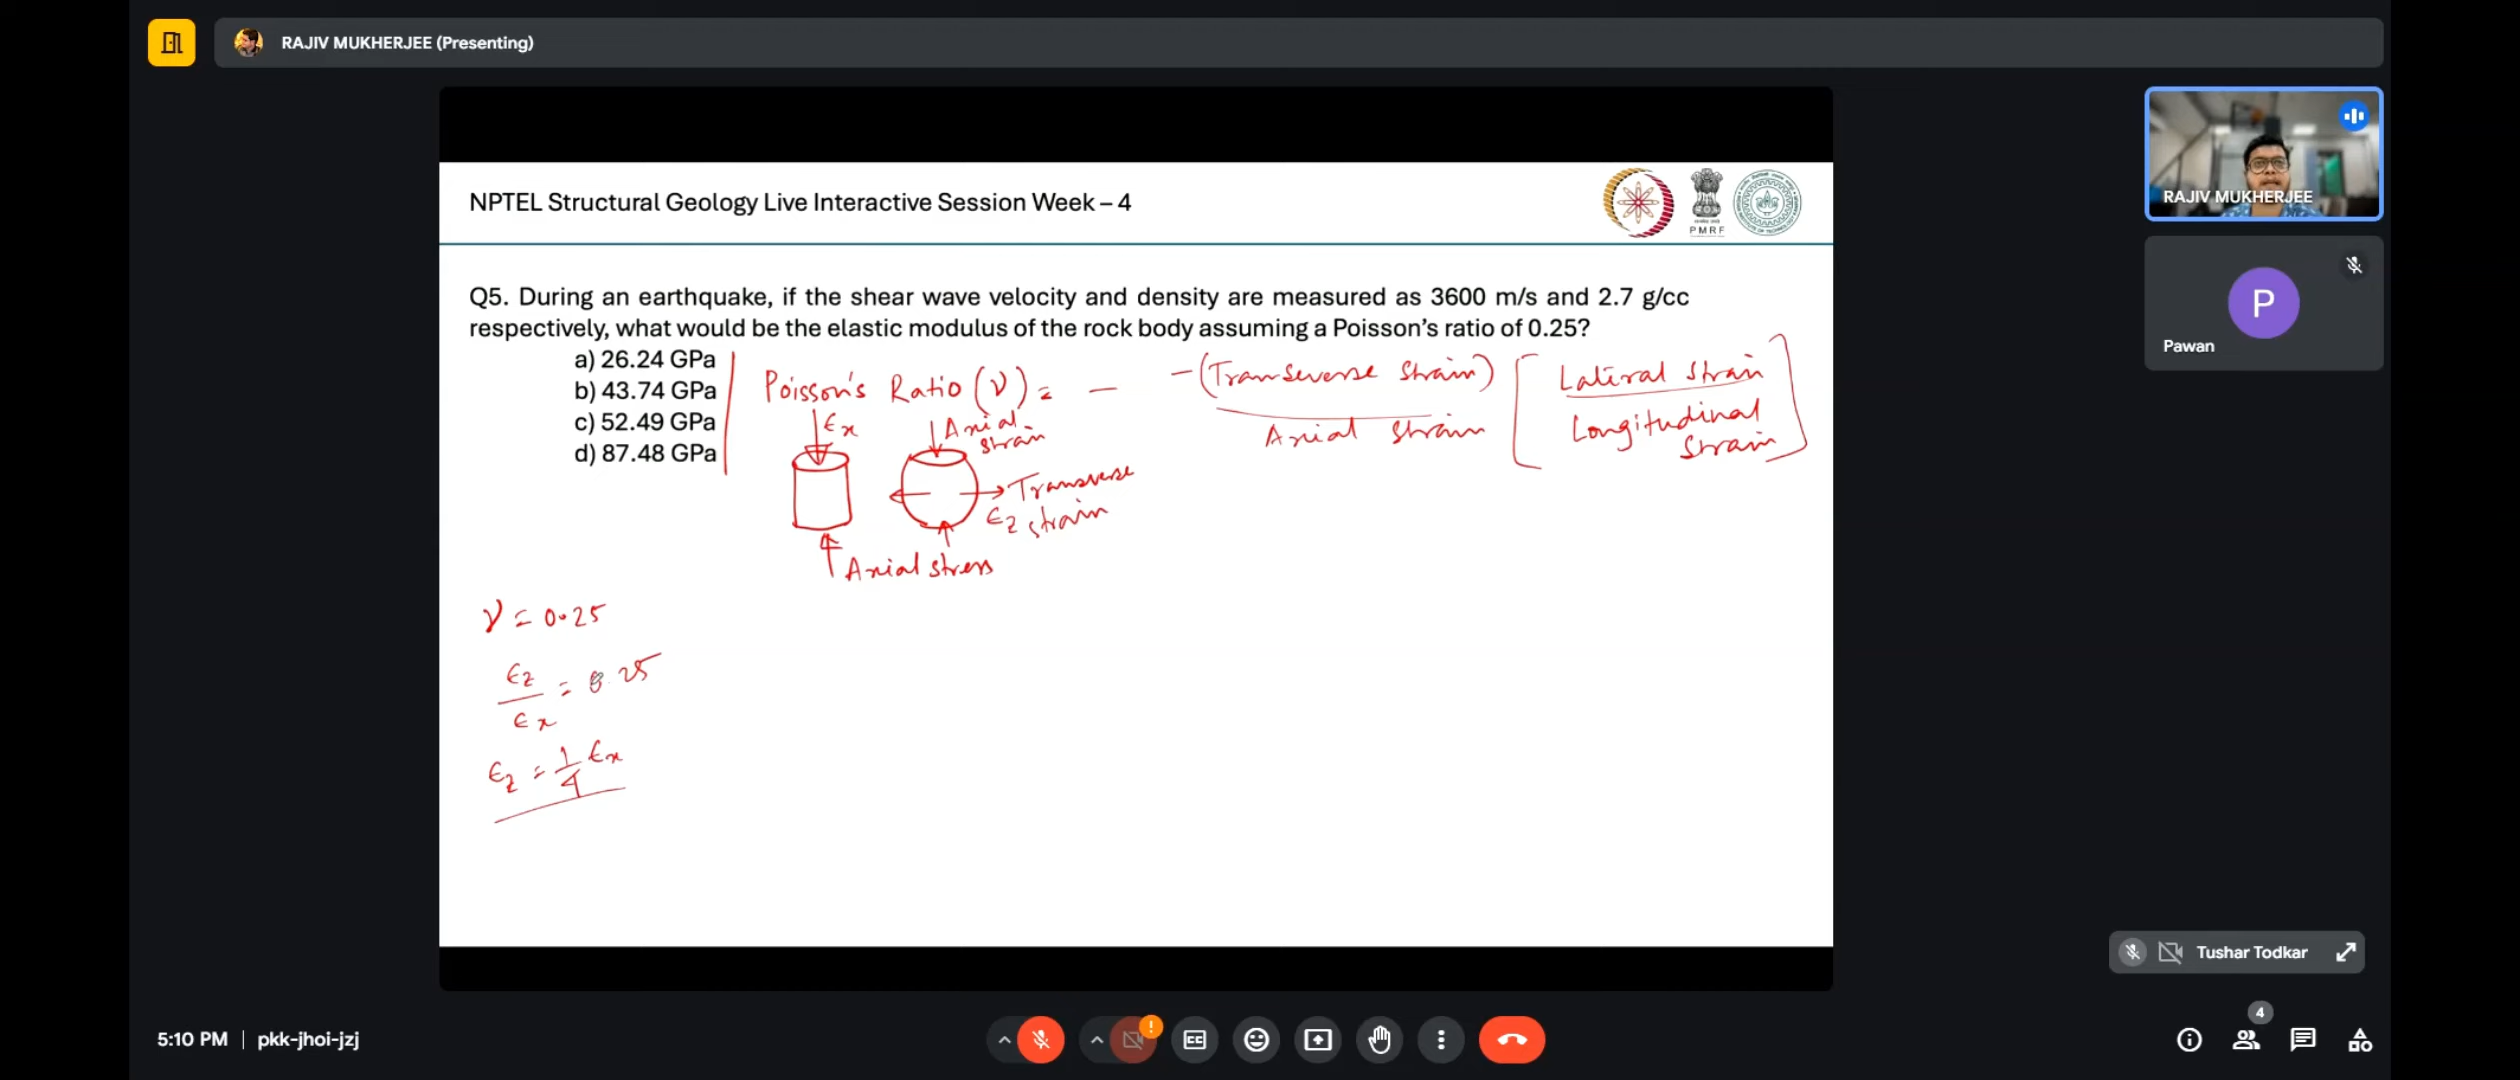 RAJIV MUKHERJEE (Presenting)
NPTEL Structural Geology Live Interactive Session Week – 4
PMRF
Q5. During an earthquake, if the shear wave velocity and density are measured as 3600 m/s and 2.7 g/cc
respectively, what would be the elastic modulus of the rock body assuming a Poisson's ratio of 0.25?
a) 26.24 GPa
b) 43.74 GPa
c) 52.49 GPa
d) 87.48 GPa
Poisson's Ratio (ν) = — -(Transeverse Strain) / Axial Strain [Lateral Strain / Longitudinal Strain]
εx
Axial
strain
Transverse
εz strain
Axial stress
ν = 0.25
εz / εx = 0.25
εz = 1/4 εx
RAJIV MUKHERJEE
P
Pawan
Tushar Todkar
5:10 PM | pkk-jhoi-jzj
CC
4